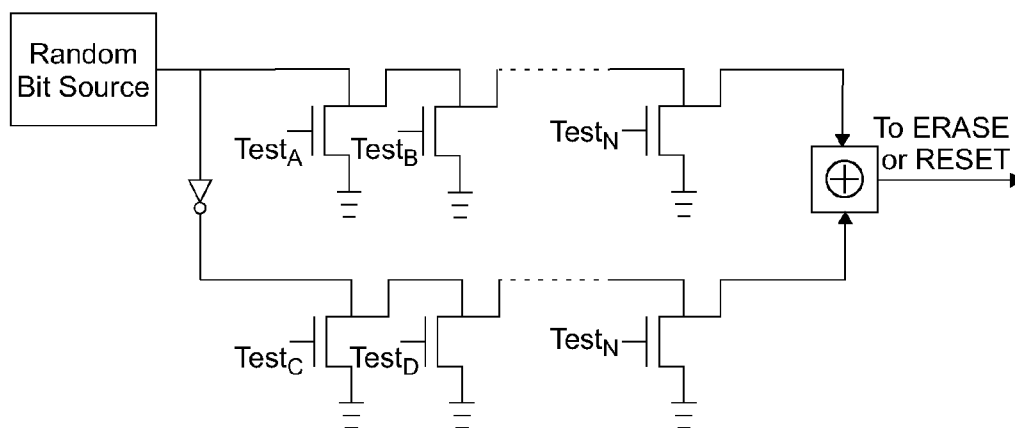 Random
Bit Source
Test_A
Test_B
Test_N
To ERASE
or RESET
Test_C
Test_D
Test_N